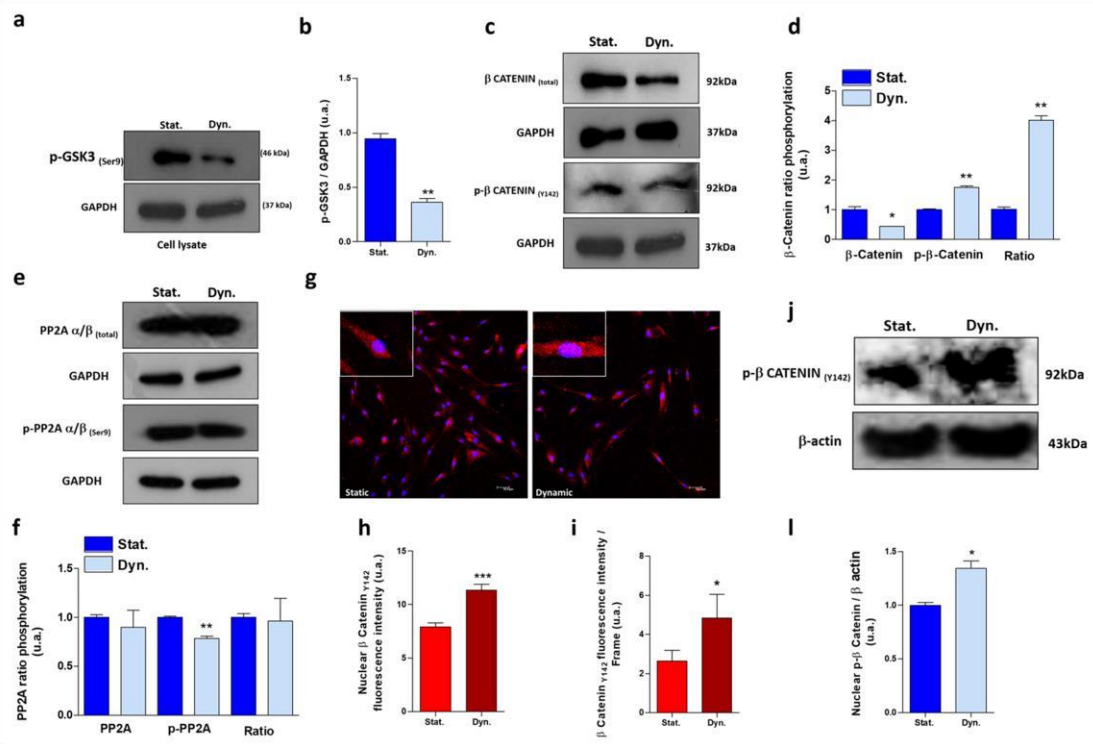 a
Stat. Dyn.
p-GSK3 (Ser9) (46 kDa)
GAPDH (37 kDa)
Cell lysate
b
p-GSK3 / GAPDH (u.a.)
1.5
1.0
0.5
0.0
**
Stat. Dyn.
c
Stat. Dyn.
β CATENIN (total) 92kDa
GAPDH 37kDa
p-β CATENIN (Y142) 92kDa
GAPDH 37kDa
d
Stat.
Dyn.
β-Catenin ratio phosphorylation
(u.a.)
5
4
3
2
1
0
*
**
**
β-Catenin p-β-Catenin Ratio
e
Stat. Dyn.
PP2A α/β (total)
GAPDH
p-PP2A α/β (Ser9)
GAPDH
g
Static
Dynamic
j
Stat. Dyn.
p-β CATENIN (Y142) 92kDa
β-actin 43kDa
f
Stat.
Dyn.
PP2A ratio phosphorylation
(u.a.)
1.5
1.0
0.5
0.0
**
PP2A p-PP2A Ratio
h
Nuclear β Catenin Y142
fluorescence intensity (u.a.)
15
10
5
0
***
Stat. Dyn.
i
β Catenin Y142 fluorescence intensity /
Frame (u.a.)
8
6
4
2
0
*
Stat. Dyn.
l
Nuclear p-β Catenin / β actin
(u.a.)
1.5
1.0
0.5
0.0
*
Stat. Dyn.